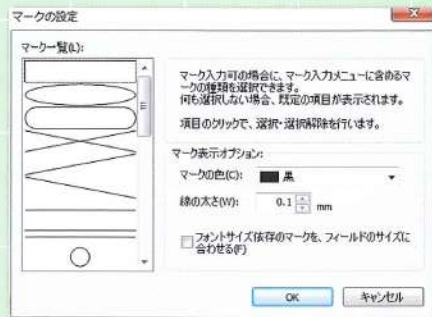 マークの設定
マーク一覧(L):
マーク入力可の場合に、マーク入力メニューに含めるマ
ークの種類を選択できます。
何も選択しない場合、既定の項目が表示されます。
項目のクリックで、選択・選択解除を行います。
マーク表示オプション:
マークの色(C):
黒
線の太さ(W):
0.1
mm
フォントサイズ依存のマークを、フィールドのサイズに
合わせる(F)
OK
キャンセル